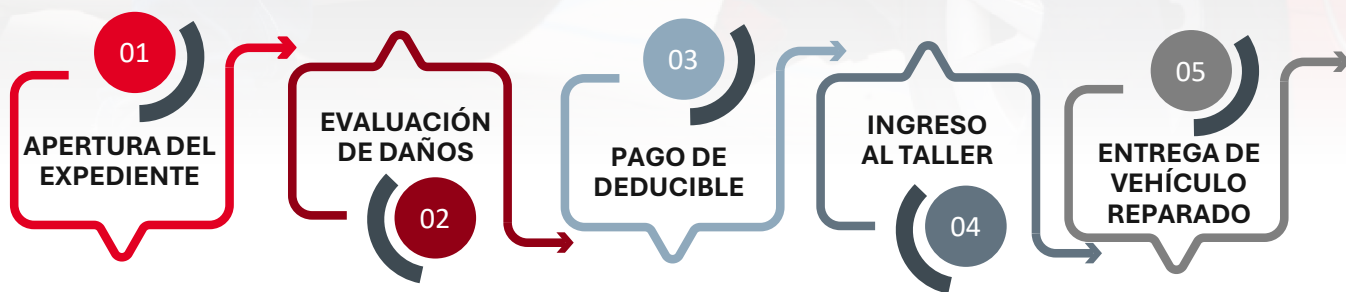 01
APERTURA DEL
EXPEDIENTE
EVALUACIÓN
DE DAÑOS
02
03
PAGO DE
DEDUCIBLE
INGRESO
AL TALLER
04
05
ENTREGA DE
VEHÍCULO
REPARADO